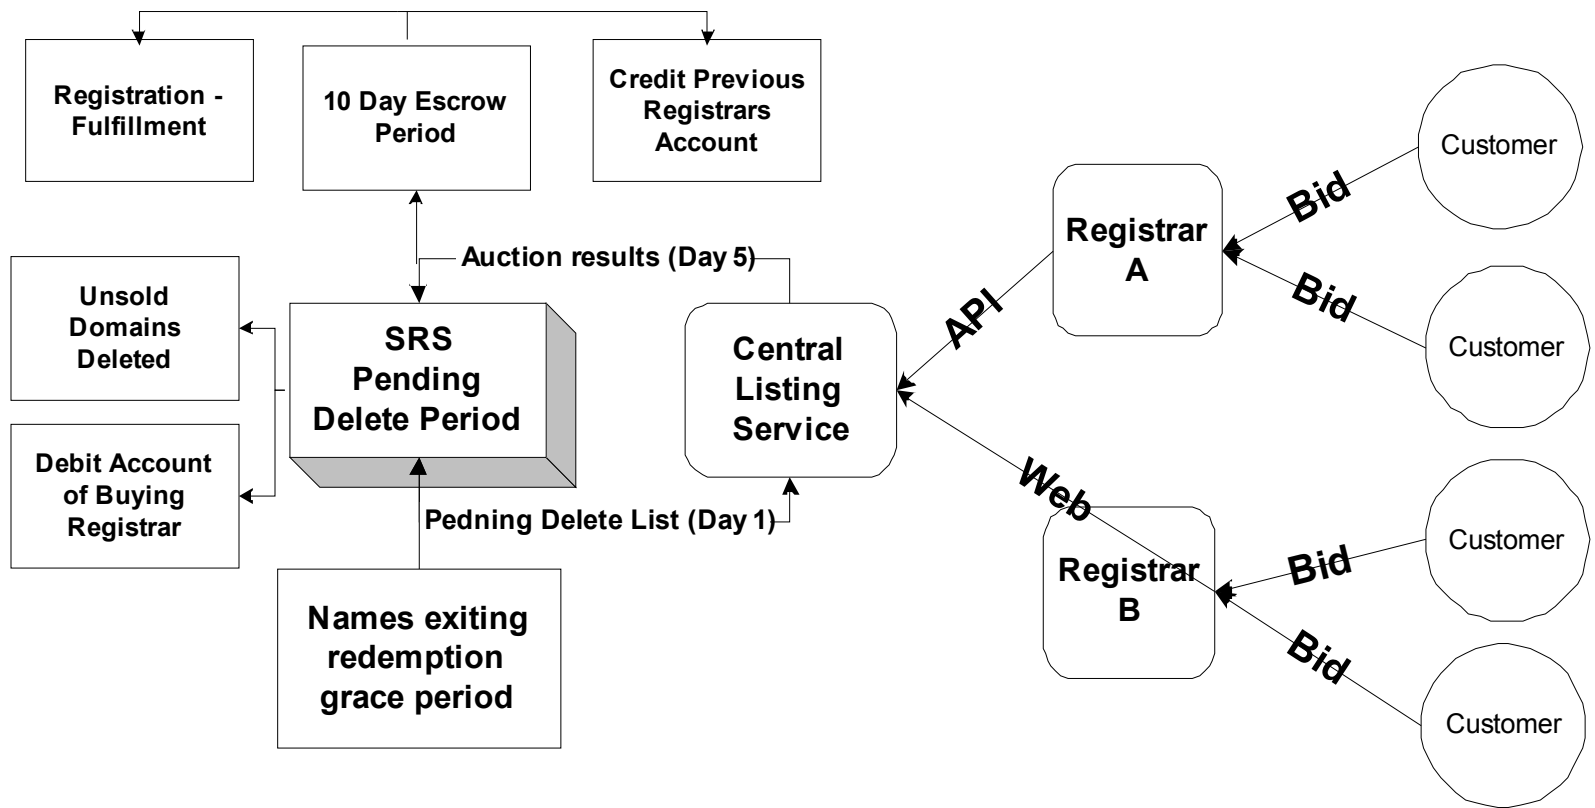 Registration -
Fulfillment
10 Day Escrow
Period
Credit Previous
Registrars
Account
Customer
Bid
Registrar
A
Auction results (Day 5)
Bid
API
Unsold
Domains
Deleted
SRS
Pending
Delete Period
Central
Listing
Service
Customer
Debit Account
of Buying
Registrar
Pedning Delete List (Day 1)
Web
Registrar
B
Bid
Customer
Names exiting
redemption
grace period
Bid
Customer